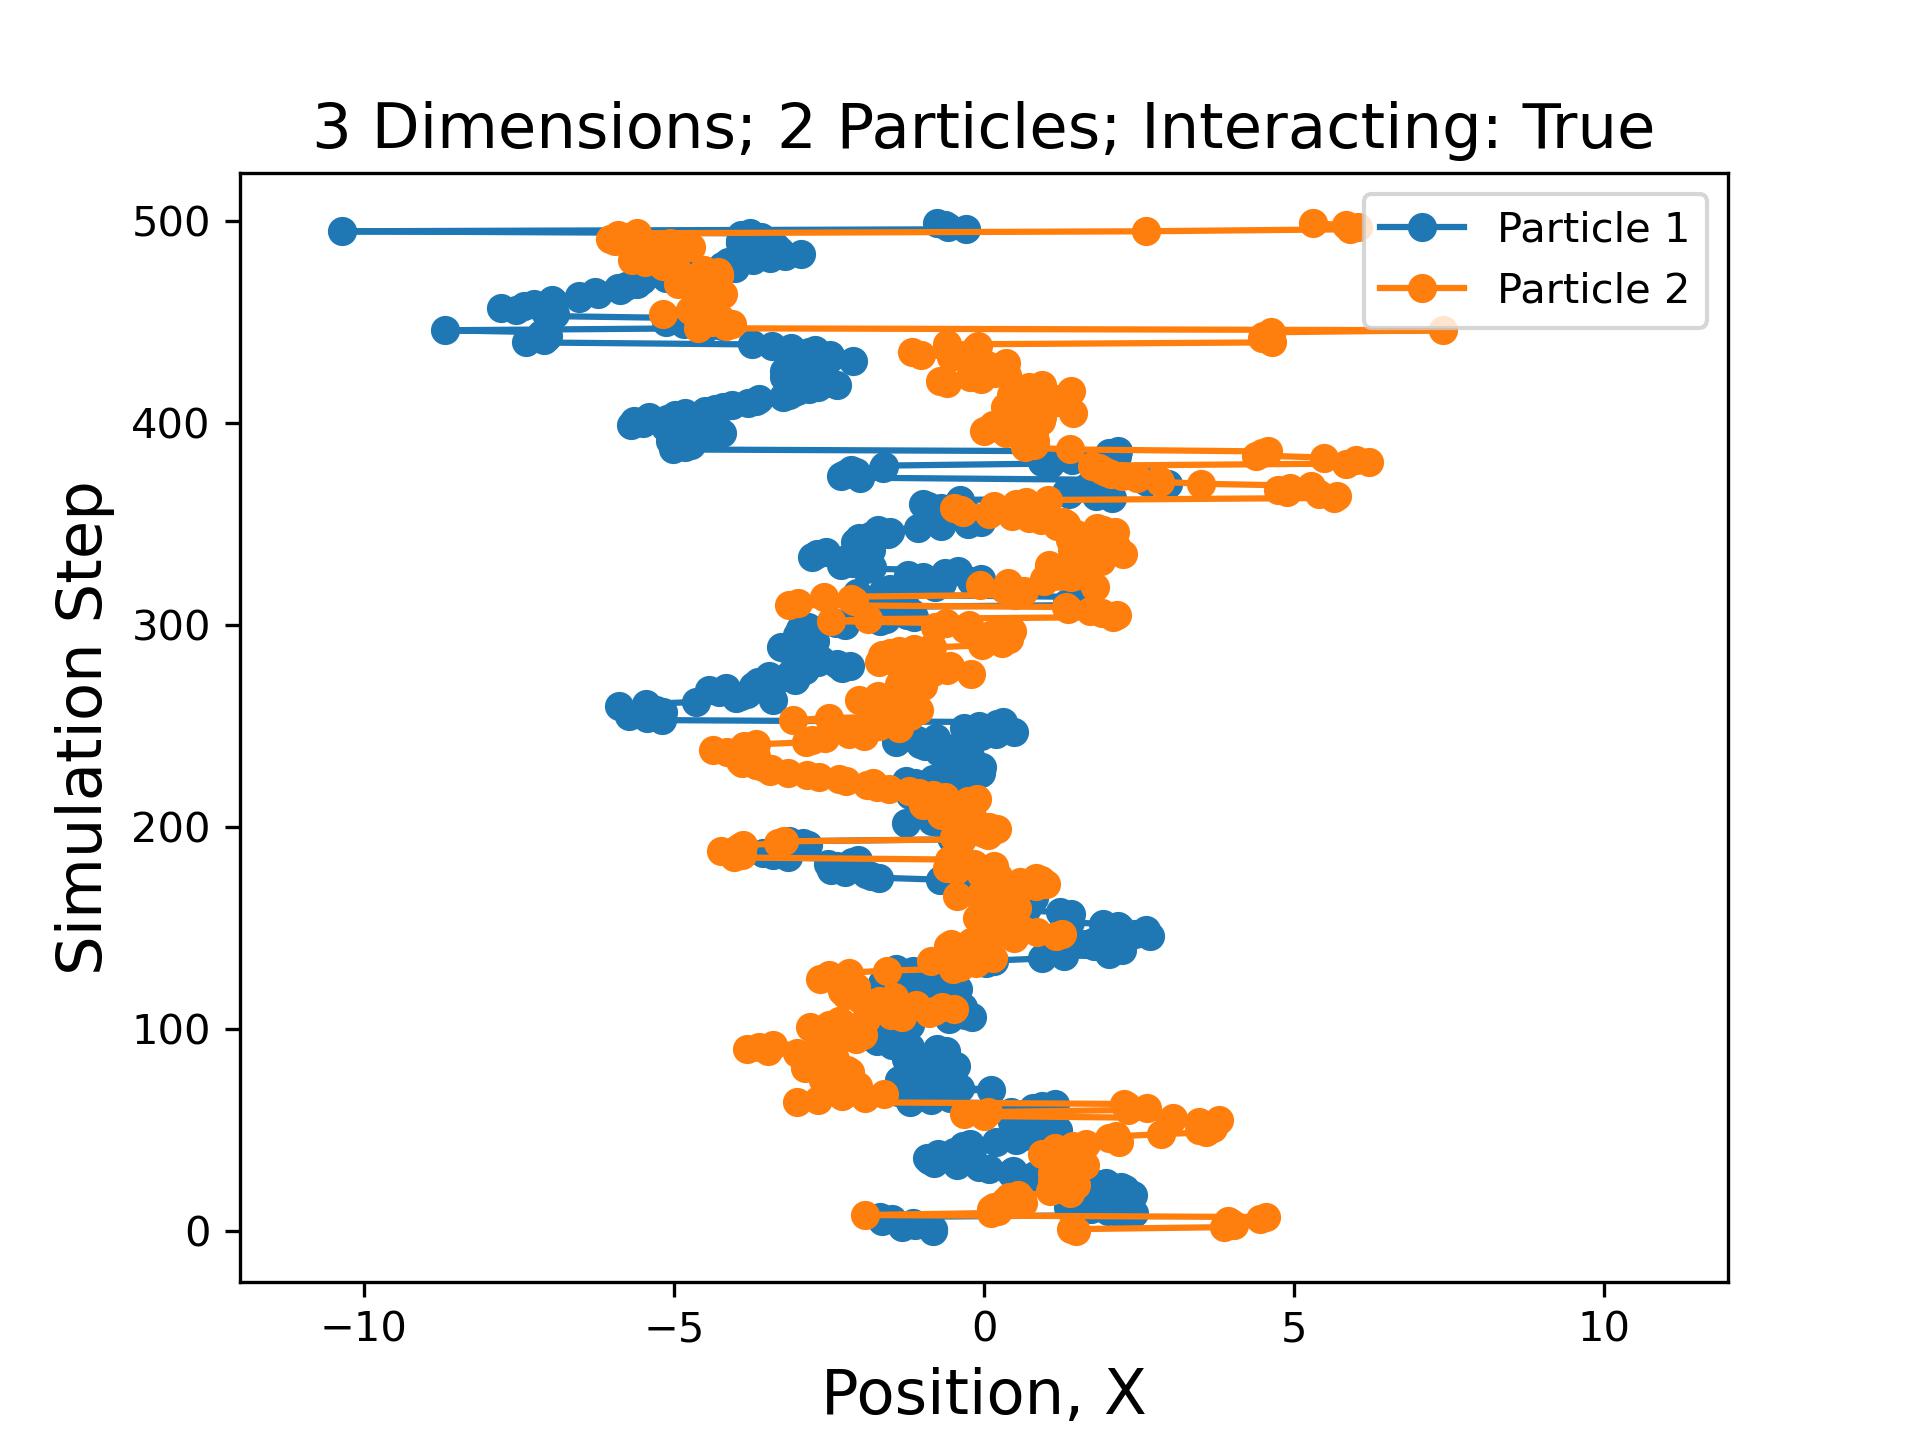 3 Dimensions; 2 Particles; Interacting: True
Particle 1
Particle 2
Simulation Step
500
400
300
200
100
0
−10
−5
0
5
10
Position, X